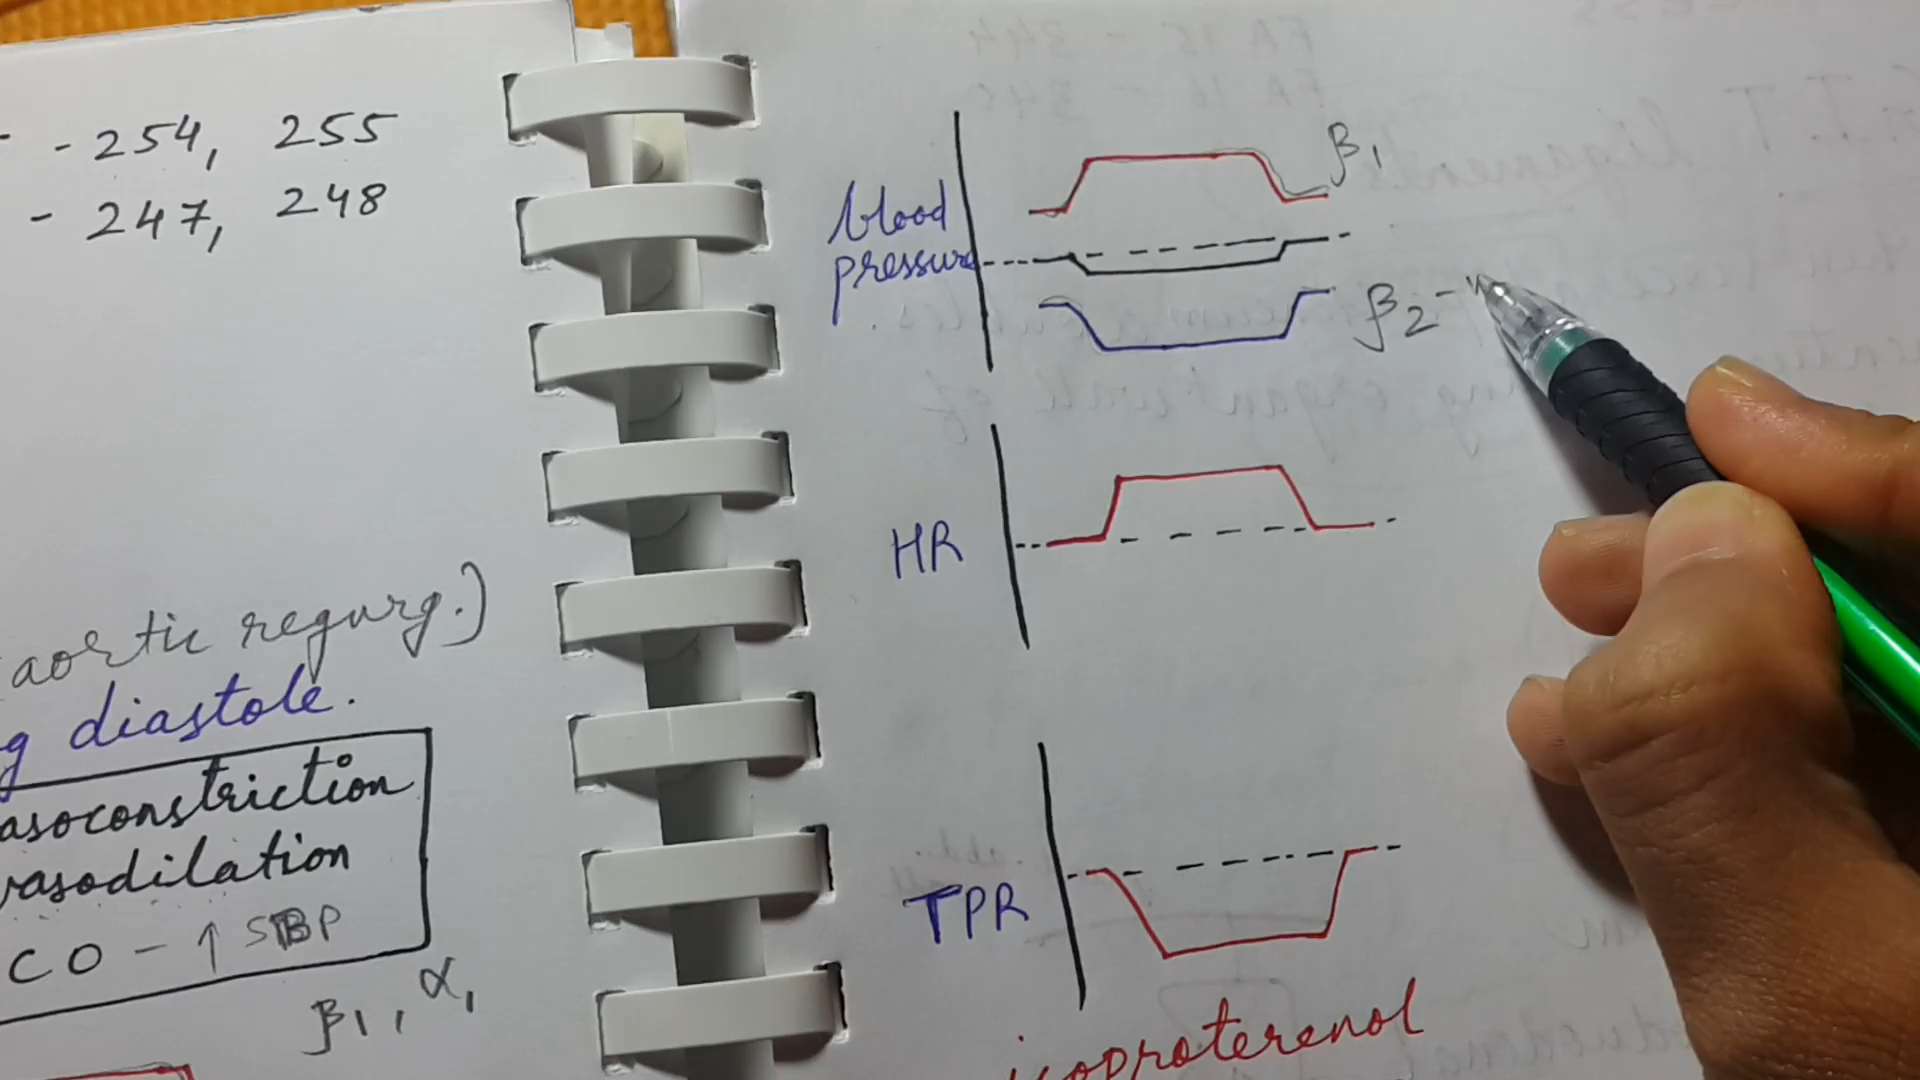 - 254, 255
- 247, 248
aortic regurg.)
g diastole.
asoconstriction
vasodilation
CO - ↑ SBP
β1, α1
β1
blood
pressure
β2 -
HR
TPR
isoproterenol